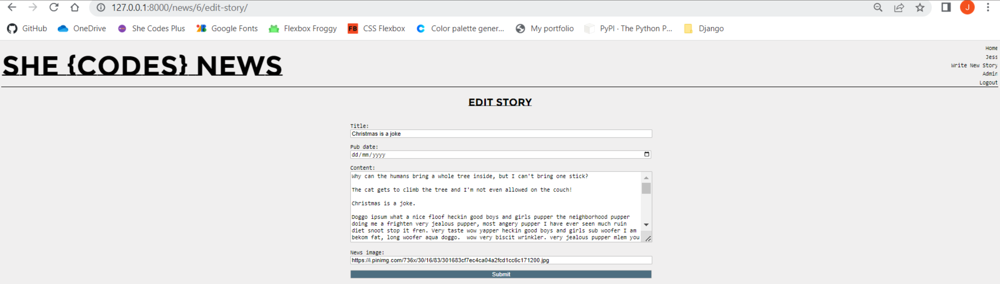 127.0.0.1:8000/news/6/edit-story/
J
GitHub OneDrive She Codes Plus Google Fonts Flexbox Froggy FB CSS Flexbox C Color palette gener... My portfolio PyPI · The Python P... Django
SHE {CODES} NEWS
Home
Jess
Write New Story
Admin
Logout
EDIT STORY
Title:
Christmas is a joke
Pub date:
dd/mm/yyyy
Content:
Why can the humans bring a whole tree inside, but I can't bring one stick?
The cat gets to climb the tree and I'm not even allowed on the couch!
Christmas is a joke.
Doggo ipsum what a nice floof heckin good boys and girls pupper the neighborhood pupper
doing me a frighten very jealous pupper, most angery pupper I have ever seen much ruin
diet snoot stop it fren. Very taste wow yapper heckin good boys and girls sub woofer I am
bekom fat, long woofer aqua doggo.  wow very biscit wrinkler. very jealous pupper mlem you
News image:
https://i.pinimg.com/736x/30/16/83/301683cf7ec4ca04a2fcd1cc6c171200.jpg
Submit